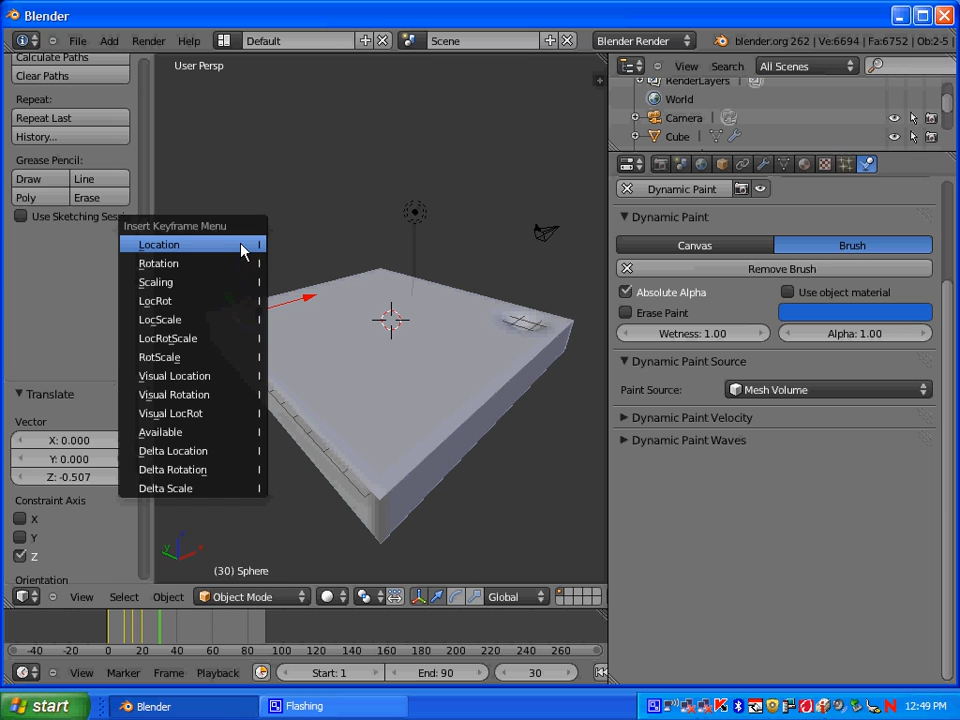 Blender
File Add Render Help Default Scene Blender Render blender.org 262 | Ve:6694 | Fa:6752 | Ob:2-5 |
Calculate Paths
Clear Paths
Repeat:
Repeat Last
History...
Grease Pencil:
Draw Line
Poly Erase
Use Sketching Sessi
Translate
Vector
X: 0.000
Y: 0.000
Z: -0.507
Constraint Axis
X
Y
Z
Orientation
User Persp
Insert Keyframe Menu
Location I
Rotation I
Scaling I
LocRot I
LocScale I
LocRotScale I
RotScale I
Visual Location I
Visual Rotation I
Visual LocRot I
Available I
Delta Location I
Delta Rotation I
Delta Scale I
(30) Sphere
View Select Object Object Mode Global
-40 -20 0 20 40 60 80 100 120 140 160 180 200 220 240 260
View Marker Frame Playback Start: 1 End: 90 30
View Search All Scenes
RenderLayers
World
Camera
Cube
Dynamic Paint
Dynamic Paint
Canvas Brush
Remove Brush
Absolute Alpha Use object material
Erase Paint
Wetness: 1.00 Alpha: 1.00
Dynamic Paint Source
Paint Source: Mesh Volume
Dynamic Paint Velocity
Dynamic Paint Waves
start Blender Flashing 12:49 PM